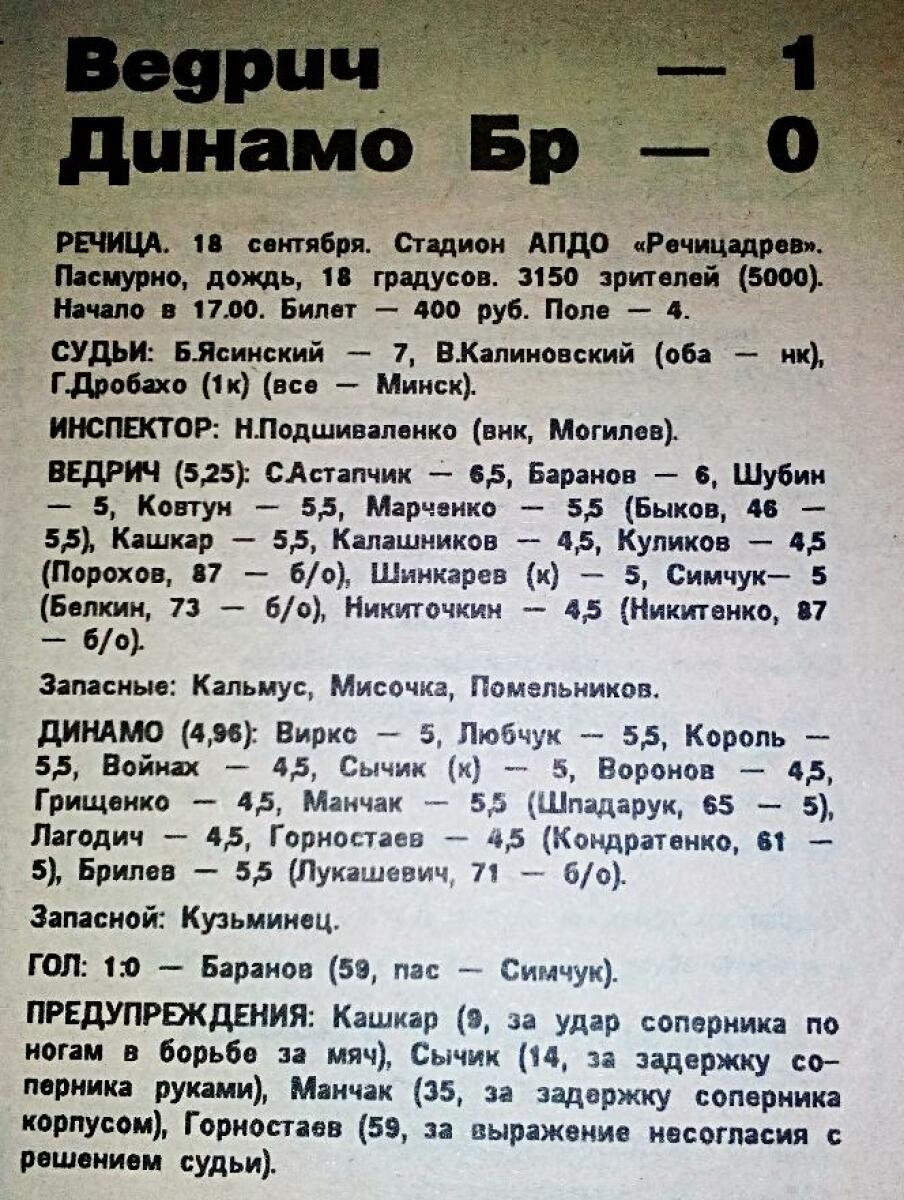 Ведрич — 1
Динамо Бр — 0
РЕЧИЦА. 18 сентября. Стадион АПДО «Речицадрев».
Пасмурно, дождь, 18 градусов. 3150 зрителей (5000).
Начало в 17.00. Билет — 400 руб. Поле — 4.
СУДЬИ: Б.Ясинский — 7, В.Калиновский (оба — нк),
Г.Дробахо (1к) (все — Минск).
ИНСПЕКТОР: Н.Подшиваленко (внк, Могилев).
ВЕДРИЧ (5,25): С.Астапчик — 6,5, Баранов — 6, Шубин
— 5, Ковтун — 5,5, Марченко — 5,5 (Быков, 46 —
5,5), Кашкар — 5,5, Калашников — 4,5, Куликов — 4,5
(Порохов, 87 — б/о), Шинкарев (к) — 5, Симчук— 5
(Белкин, 73 — б/о), Никиточкин — 4,5 (Никитенко, 87
— б/о).
Запасные: Кальмус, Мисочка, Помельников.
ДИНАМО (4,96): Виркс — 5, Любчук — 5,5, Король —
5,5, Войнах — 4,5, Сычик (к) — 5, Воронов — 4,5,
Грищенко — 4,5, Манчак — 5,5 (Шпадарук, 65 — 5),
Лагодич — 4,5, Горностаев — 4,5 (Кондратенко, 61 —
5), Брилев — 5,5 (Лукашевич, 71 — б/о).
Запасной: Кузьминец.
ГОЛ: 1:0 — Баранов (59, пас — Симчук).
ПРЕДУПРЕЖДЕНИЯ: Кашкар (9, за удар соперника по
ногам в борьбе за мяч), Сычик (14, за задержку со-
перника руками), Манчак (35, за задержку соперника
корпусом), Горностаев (59, за выражение несогласия с
решением судьи).